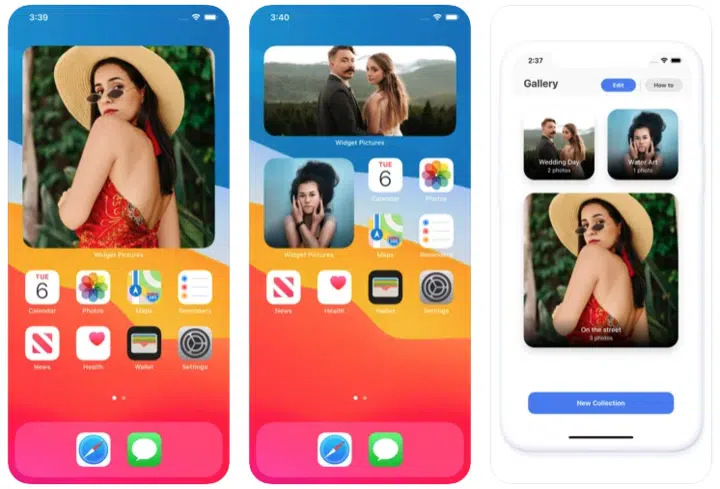 3:39
Widget Pictures
TUE
6
Calendar
Photos
Maps
Reminders
News
Health
Wallet
Settings
3:40
Widget Pictures
TUE
6
Calendar
Photos
Widget Pictures
Maps
Reminders
News
Health
Wallet
Settings
2:37
Gallery
Edit
How to
Wedding Day
2 photos
Water Art
1 photo
On the street
3 photos
New Collection